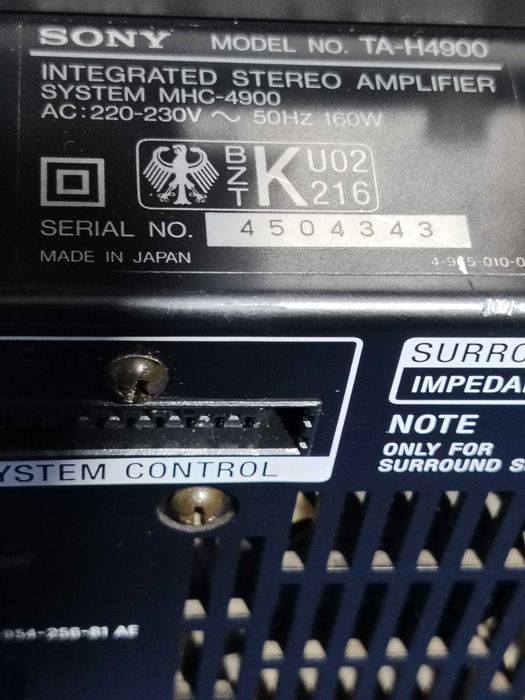 SONY MODEL NO. TA-H4900
INTEGRATED STEREO AMPLIFIER
SYSTEM MHC-4900
AC:220-230V ~ 50Hz 160W
BZT K U02 216
SERIAL NO. 4504343
MADE IN JAPAN
SURRO
IMPEDA
NOTE
ONLY FOR
SURROUND S
YSTEM CONTROL